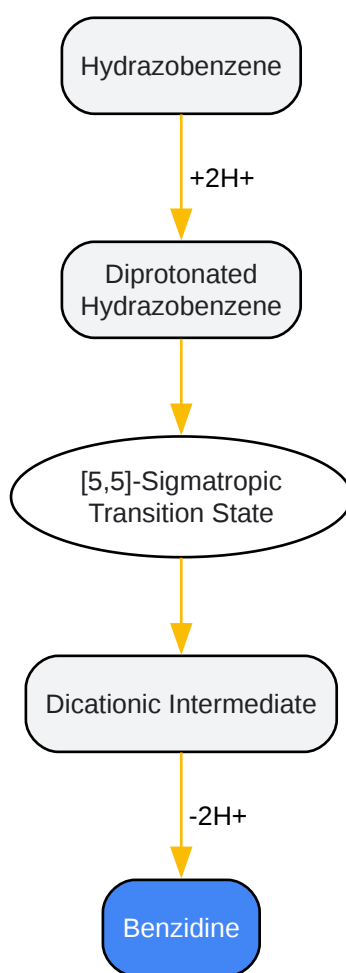 Hydrazobenzene
+2H+
Diprotonated
Hydrazobenzene
[5,5]-Sigmatropic
Transition State
Dicationic Intermediate
-2H+
Benzidine